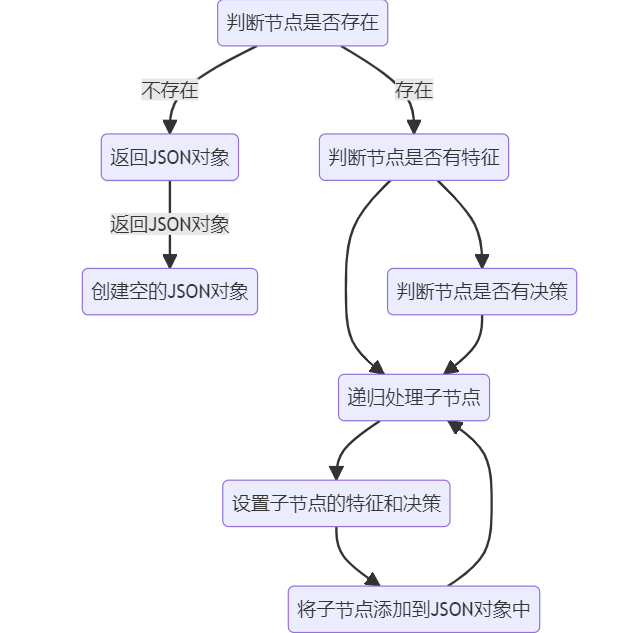 判断节点是否存在
不存在
存在
返回JSON对象
判断节点是否有特征
返回JSON对象
创建空的JSON对象
判断节点是否有决策
递归处理子节点
设置子节点的特征和决策
将子节点添加到JSON对象中